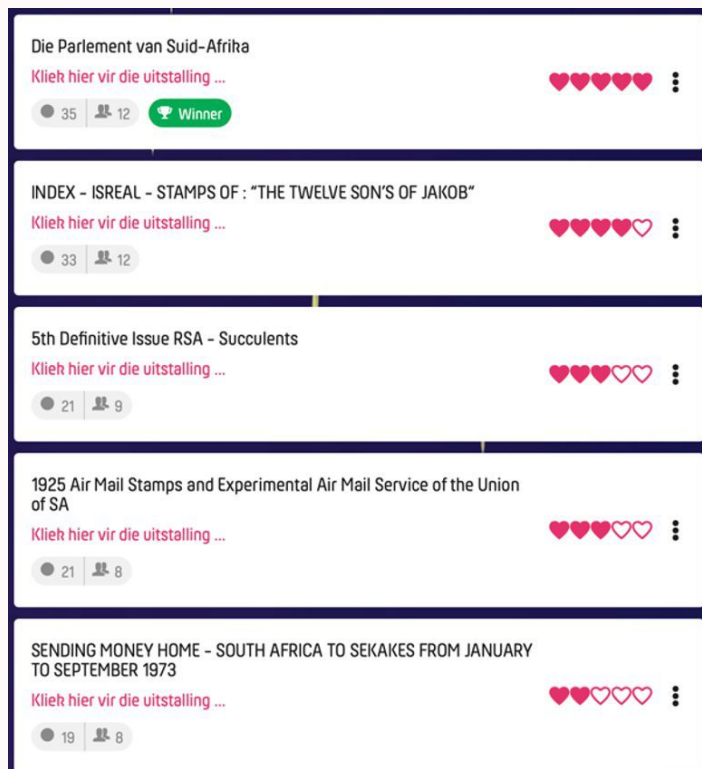 Die Parlement van Suid-Afrika
Kliek hier vir die uitstalling ...
35 12 Winner
INDEX - ISREAL - STAMPS OF : "THE TWELVE SON'S OF JAKOB"
Kliek hier vir die uitstalling ...
33 12
5th Definitive Issue RSA - Succulents
Kliek hier vir die uitstalling ...
21 9
1925 Air Mail Stamps and Experimental Air Mail Service of the Union
of SA
Kliek hier vir die uitstalling ...
21 8
SENDING MONEY HOME - SOUTH AFRICA TO SEKAKES FROM JANUARY
TO SEPTEMBER 1973
Kliek hier vir die uitstalling ...
19 8